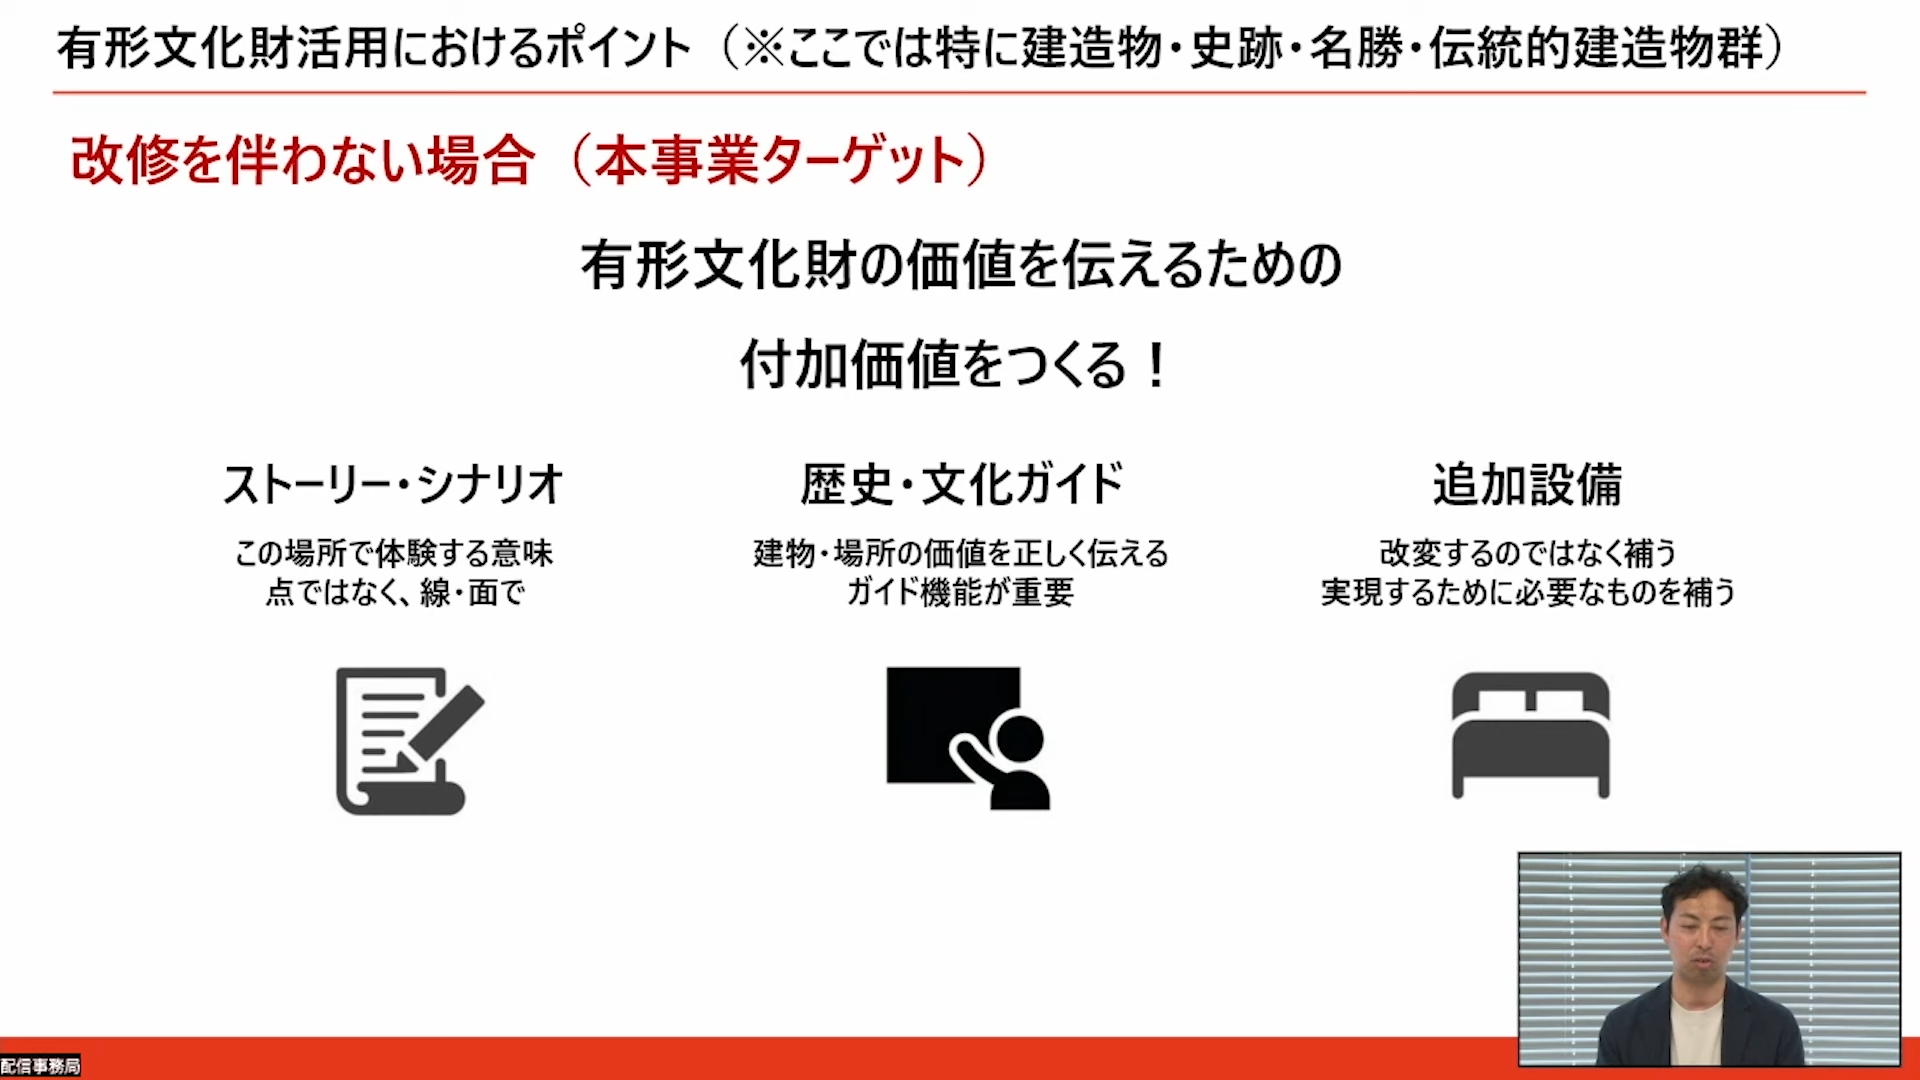 有形文化財活用におけるポイント（※ここでは特に建造物・史跡・名勝・伝統的建造物群）
改修を伴わない場合（本事業ターゲット）
有形文化財の価値を伝えるための
付加価値をつくる！
ストーリー・シナリオ
この場所で体験する意味
点ではなく、線・面で
歴史・文化ガイド
建物・場所の価値を正しく伝える
ガイド機能が重要
追加設備
改変するのではなく補う
実現するために必要なものを補う
配信事務局